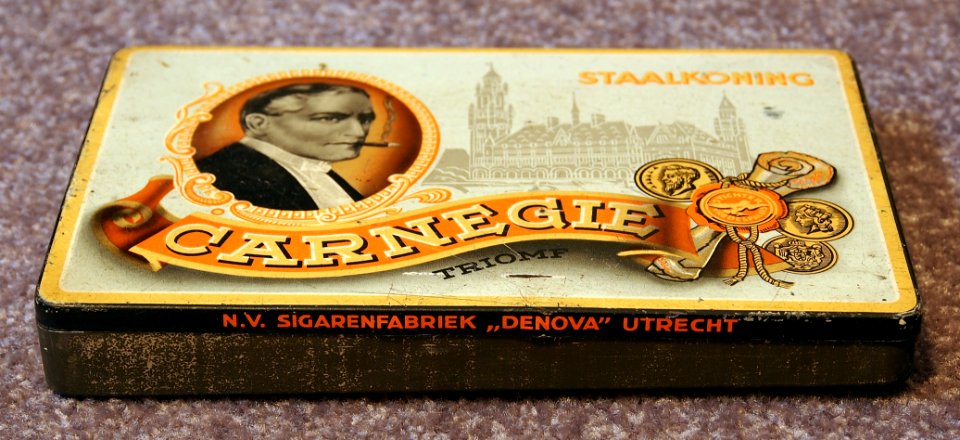 STAALKONING
CARNEGIE
TRIOMF
N.V. SIGARENFABRIEK „DENOVA” UTRECHT